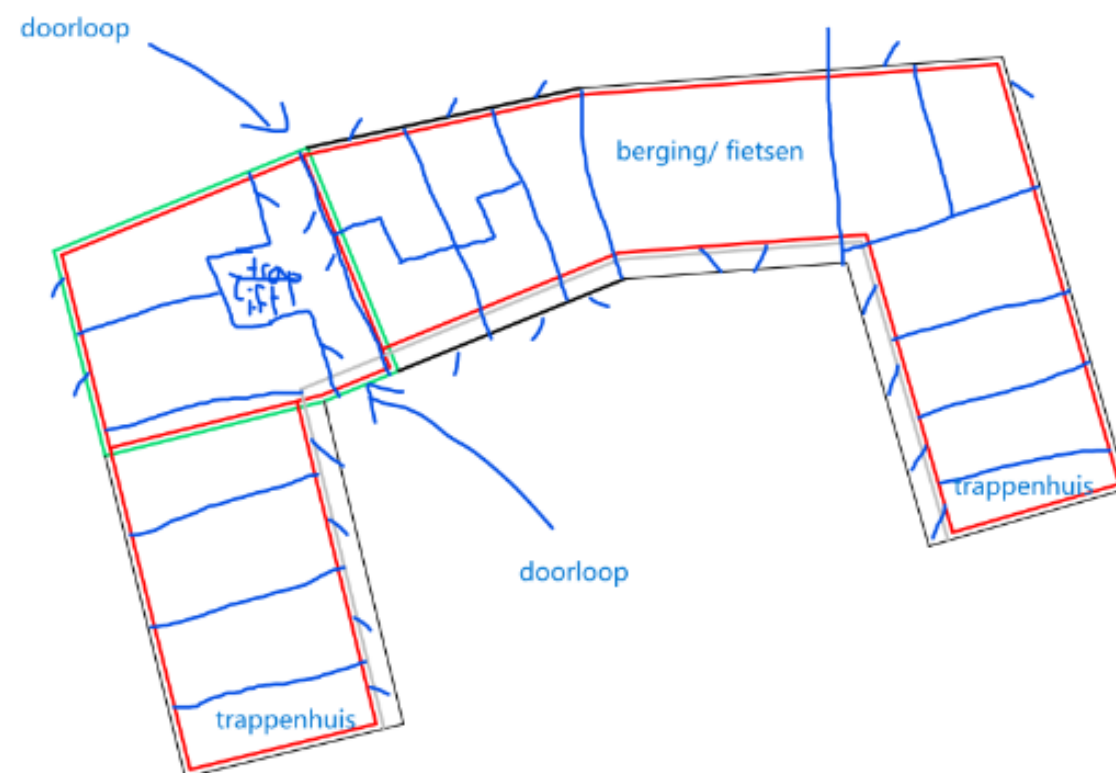 doorloop
berging/ fietsen
trap
lift
trappenhuis
doorloop
trappenhuis